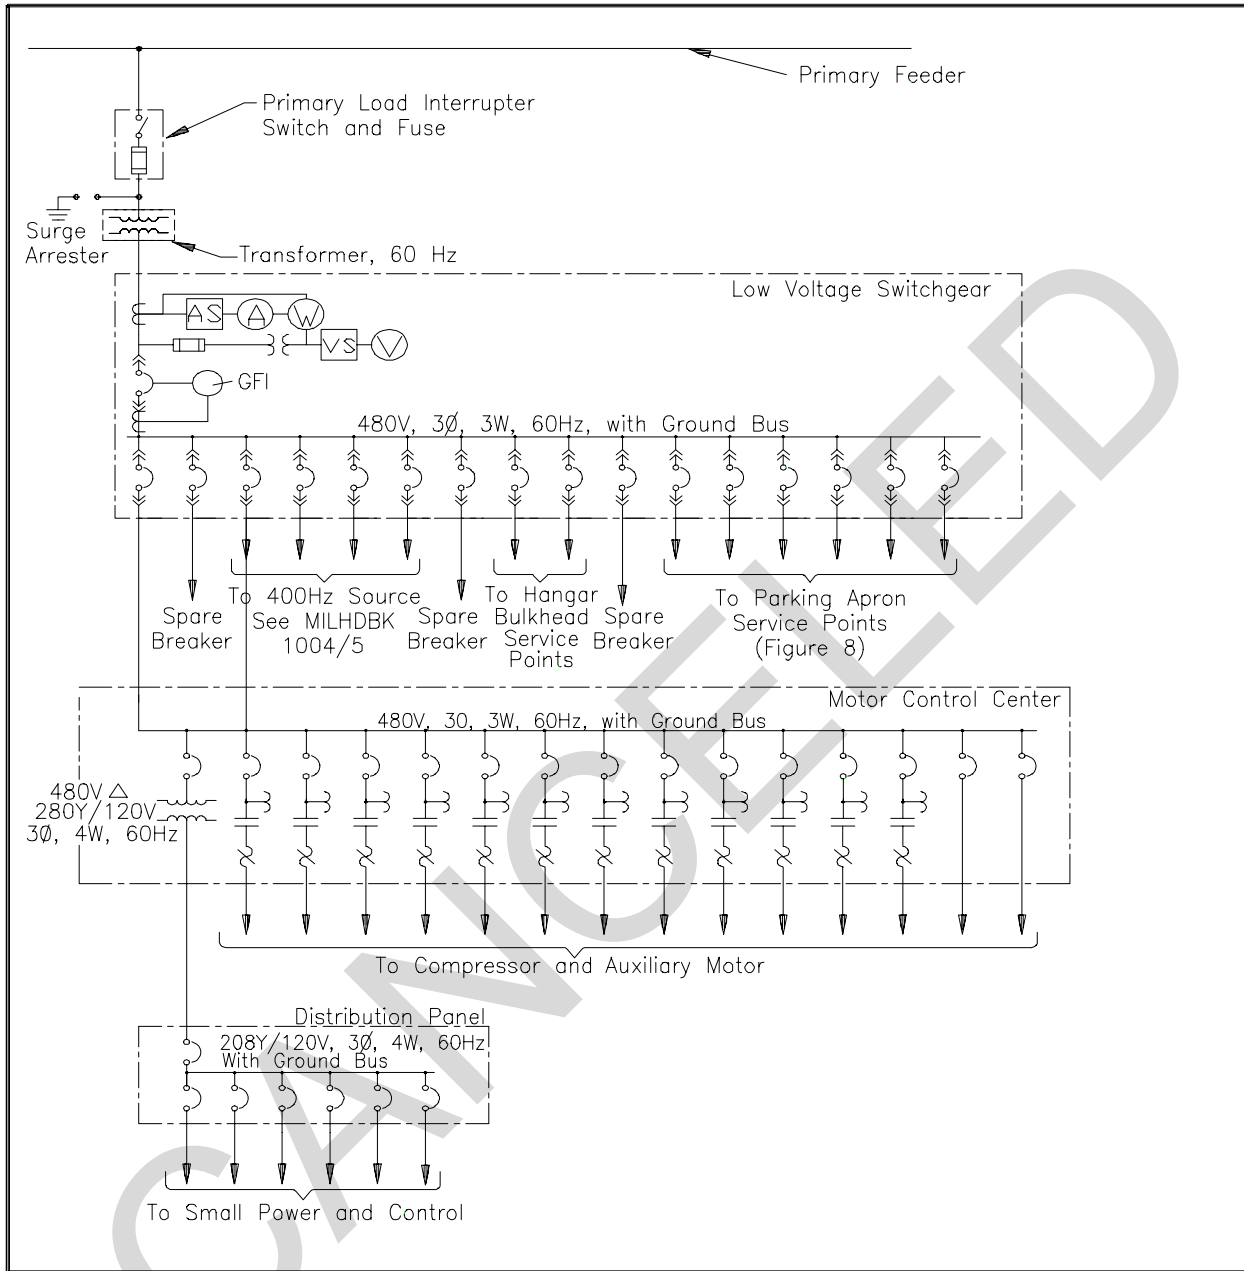 Primary Feeder
Primary Load Interrupter
Switch and Fuse
Surge
Arrester
Transformer, 60 Hz
Low Voltage Switchgear
AS
A
W
VS
V
GFI
480V, 3Ø, 3W, 60Hz, with Ground Bus
Spare
Breaker
To 400Hz Source
See MILHDBK
1004/5
Spare
Breaker
To Hangar
Bulkhead
Service
Points
Spare
Breaker
To Parking Apron
Service Points
(Figure 8)
Motor Control Center
480V, 30, 3W, 60Hz, with Ground Bus
480V △
280Y/120V
3Ø, 4W, 60Hz
To Compressor and Auxiliary Motor
Distribution Panel
208Y/120V, 3Ø, 4W, 60Hz
With Ground Bus
To Small Power and Control
CANCELED